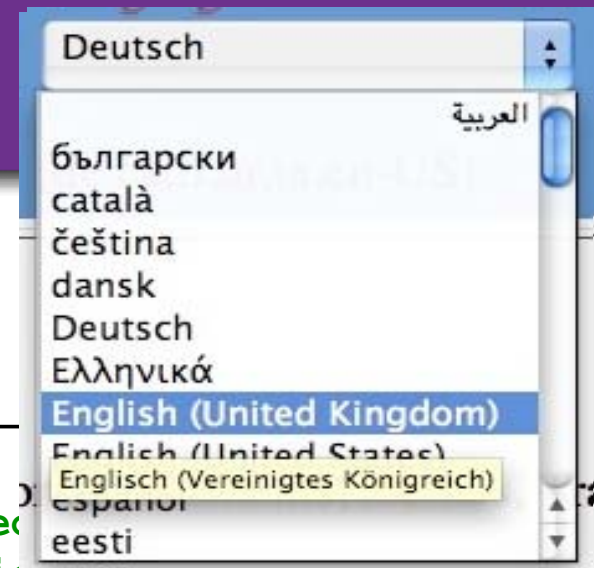 Deutsch
العربية
български
català
čeština
dansk
Deutsch
Ελληνικά
English (United Kingdom)
English (United States)
Englisch (Vereinigtes Königreich)
español
eesti